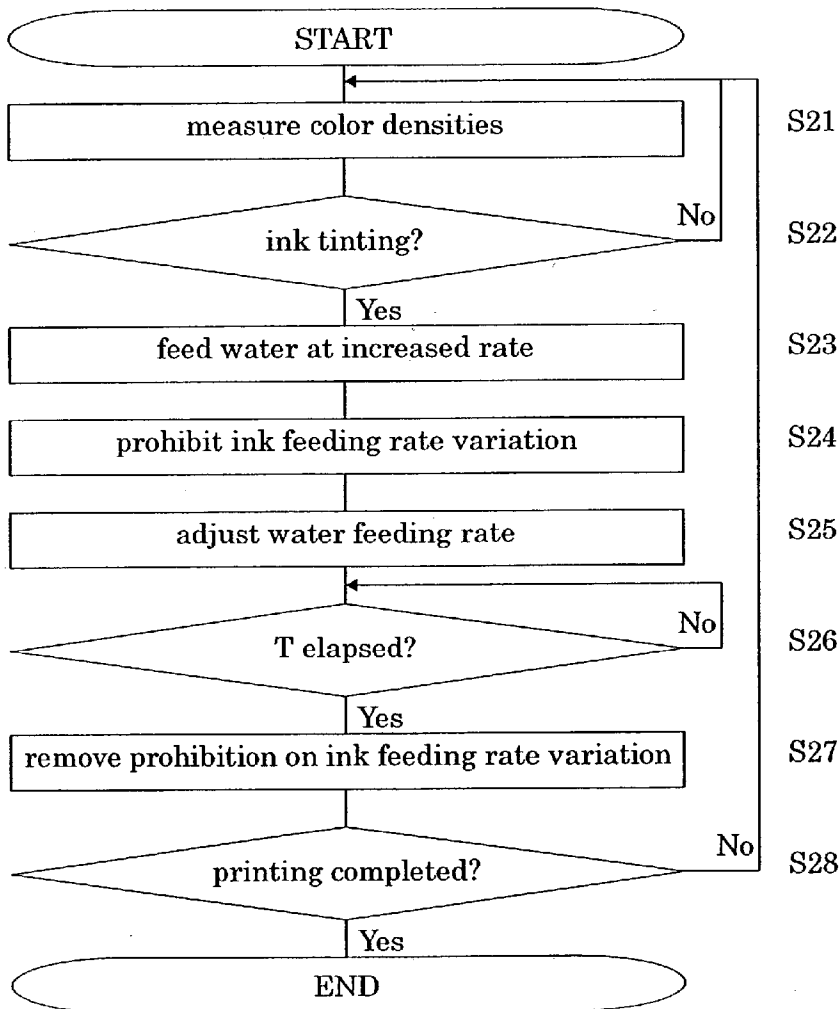 START
measure color densities
S21
No
ink tinting?
S22
Yes
feed water at increased rate
S23
prohibit ink feeding rate variation
S24
adjust water feeding rate
S25
No
T elapsed?
S26
Yes
remove prohibition on ink feeding rate variation
S27
No
printing completed?
S28
Yes
END